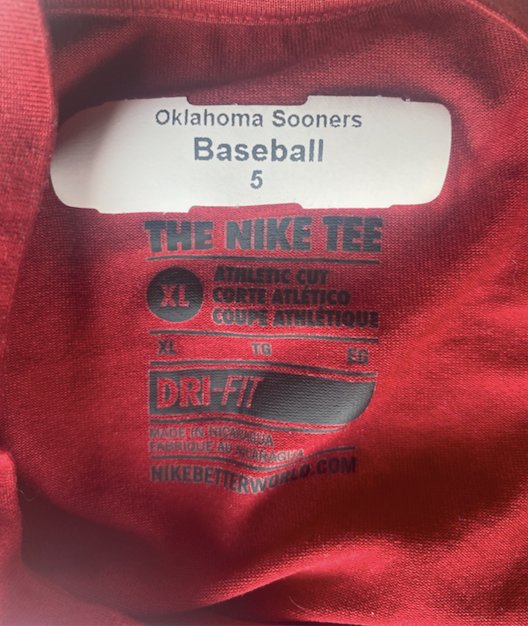 Oklahoma Sooners
Baseball
5
THE NIKE TEE
XL
ATHLETIC CUT
CORTE ATLÉTICO
COUPE ATHLÉTIQUE
XL TG EG
DRI-FIT
MADE IN NICARAGUA
FABRIQUÉ AU NICARAGUA
NIKEBETTERWORLD.COM